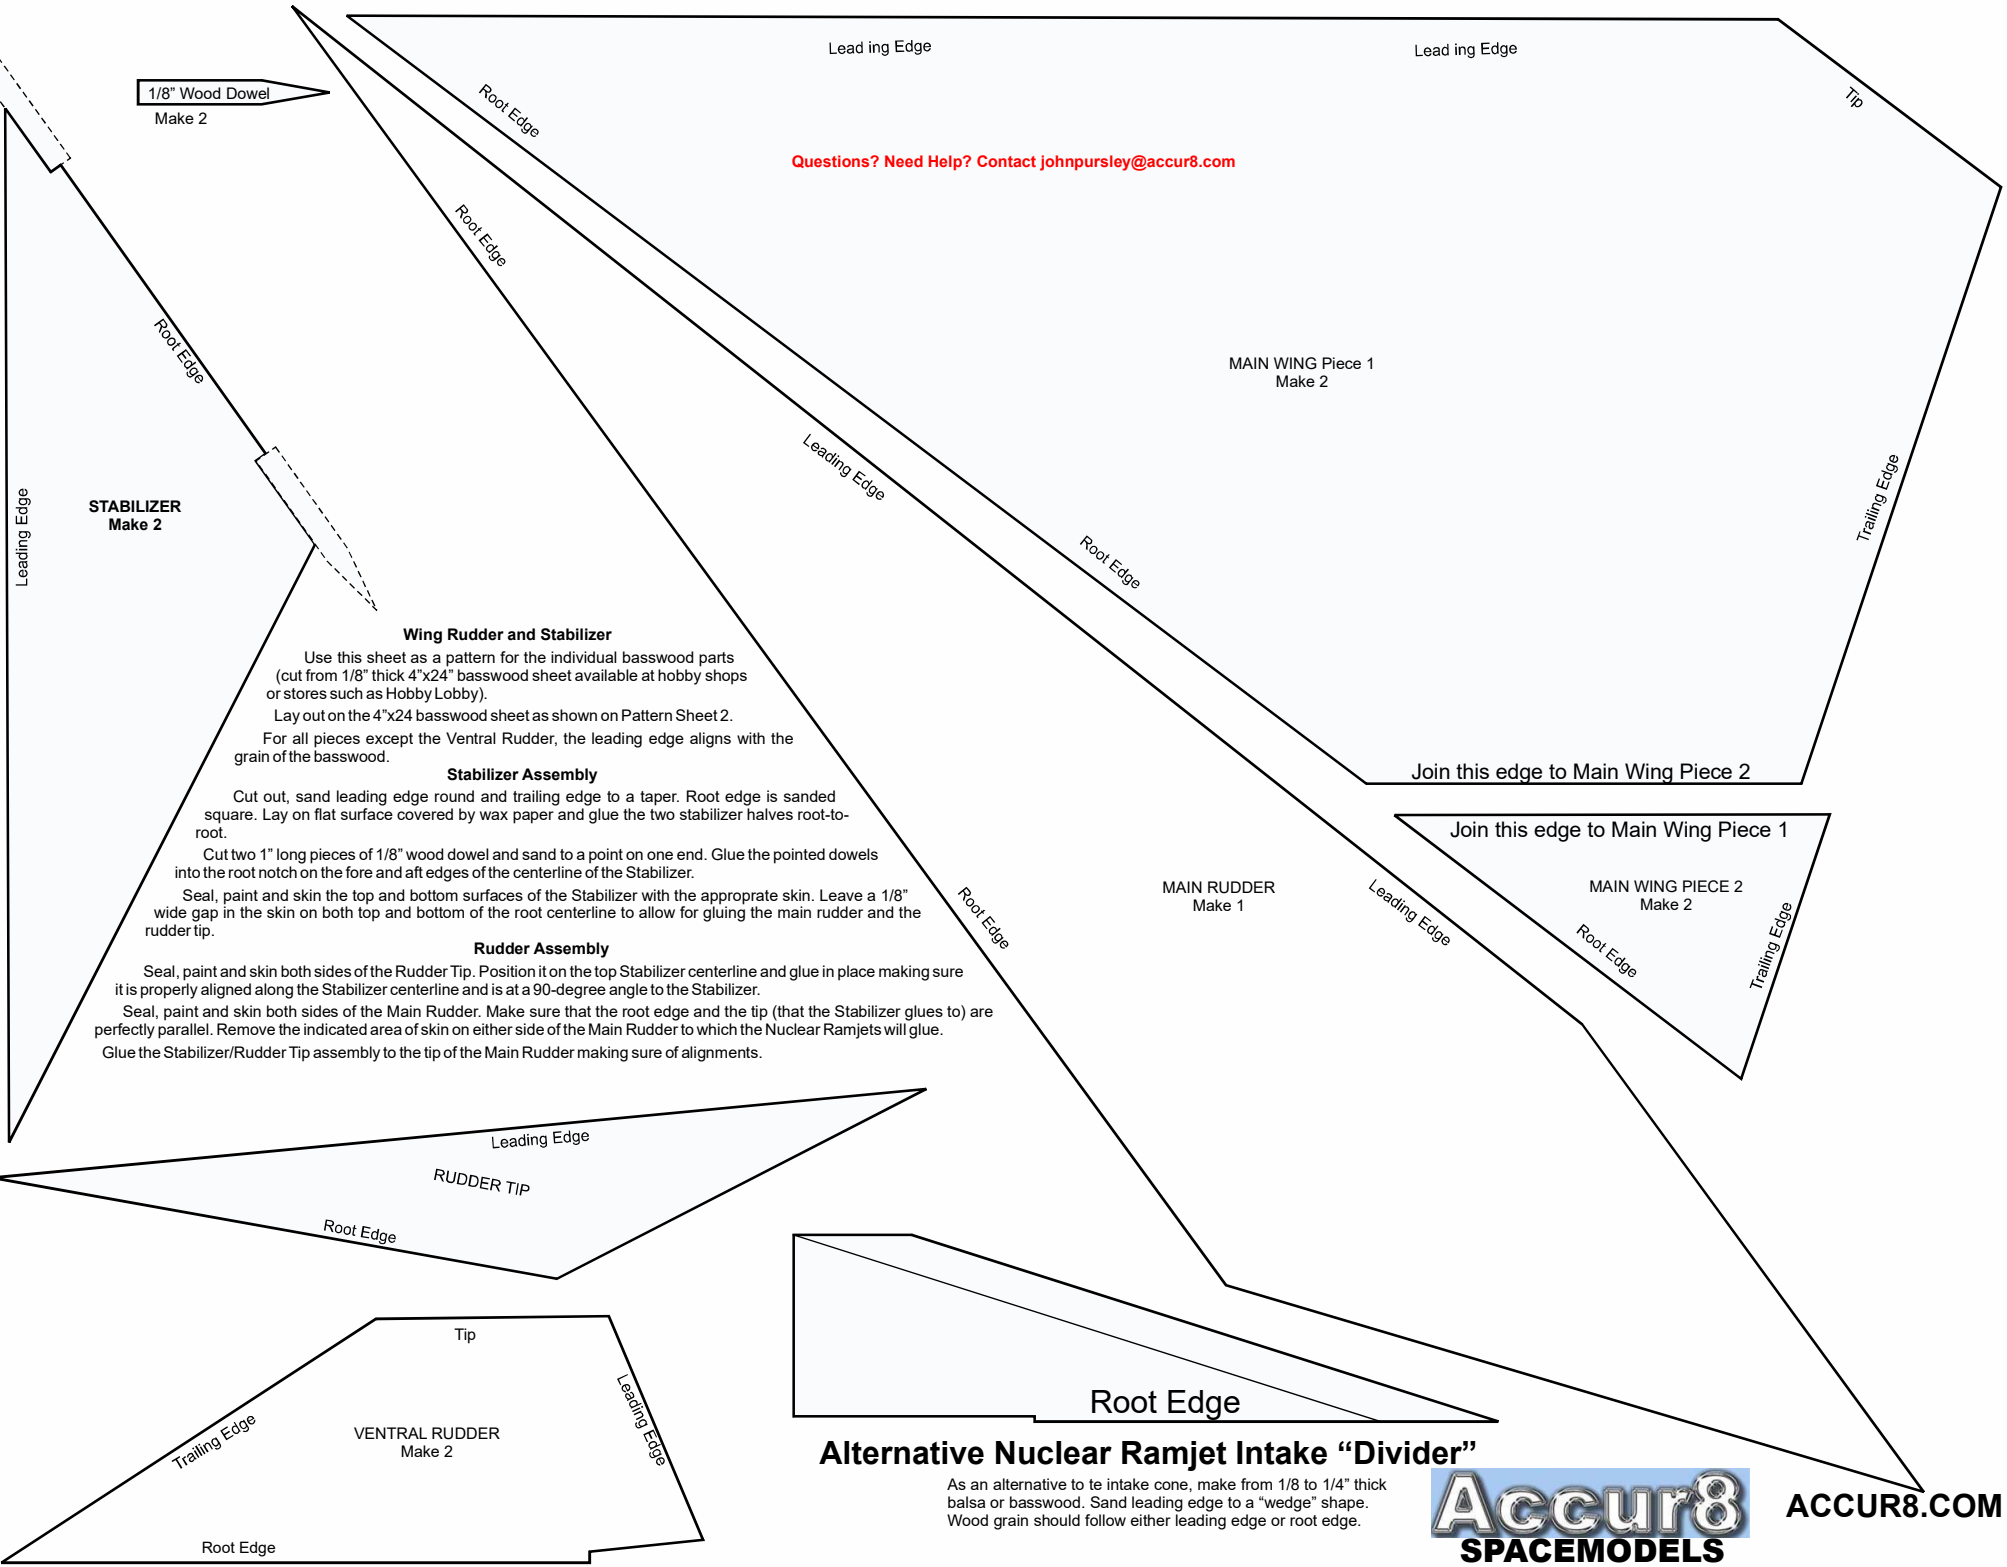 Lead ing Edge
Lead ing Edge
Tip
Root Edge
1/8” Wood Dowel
Make 2
Questions? Need Help? Contact johnpursley@accur8.com
Root Edge
Root Edge
MAIN WING Piece 1
Make 2
Leading Edge
Trailing Edge
Leading Edge
STABILIZER
Make 2
Root Edge
Wing Rudder and Stabilizer
Use this sheet as a pattern for the individual basswood parts
(cut from 1/8” thick 4”x24” basswood sheet available at hobby shops
or stores such as Hobby Lobby).
Lay out on the 4”x24 basswood sheet as shown on Pattern Sheet 2.
For all pieces except the Ventral Rudder, the leading edge aligns with the
grain of the basswood.
Stabilizer Assembly
Cut out, sand leading edge round and trailing edge to a taper. Root edge is sanded
square. Lay on flat surface covered by wax paper and glue the two stabilizer halves root-to-
root.
Cut two 1” long pieces of 1/8” wood dowel and sand to a point on one end. Glue the pointed dowels
into the root notch on the fore and aft edges of the centerline of the Stabilizer.
Seal, paint and skin the top and bottom surfaces of the Stabilizer with the approprate skin. Leave a 1/8”
wide gap in the skin on both top and bottom of the root centerline to allow for gluing the main rudder and the
rudder tip.
Rudder Assembly
Seal, paint and skin both sides of the Rudder Tip. Position it on the top Stabilizer centerline and glue in place making sure
it is properly aligned along the Stabilizer centerline and is at a 90-degree angle to the Stabilizer.
Seal, paint and skin both sides of the Main Rudder. Make sure that the root edge and the tip (that the Stabilizer glues to) are
perfectly parallel. Remove the indicated area of skin on either side of the Main Rudder to which the Nuclear Ramjets will glue.
Glue the Stabilizer/Rudder Tip assembly to the tip of the Main Rudder making sure of alignments.
Join this edge to Main Wing Piece 2
Join this edge to Main Wing Piece 1
MAIN WING PIECE 2
Make 2
Root Edge
Trailing Edge
MAIN RUDDER
Make 1
Leading Edge
Root Edge
Leading Edge
RUDDER TIP
Root Edge
Tip
Leading Edge
Trailing Edge
VENTRAL RUDDER
Make 2
Root Edge
Root Edge
Alternative Nuclear Ramjet Intake “Divider”
As an alternative to te intake cone, make from 1/8 to 1/4” thick
balsa or basswood. Sand leading edge to a “wedge” shape.
Wood grain should follow either leading edge or root edge.
Accur8
SPACEMODELS
ACCUR8.COM